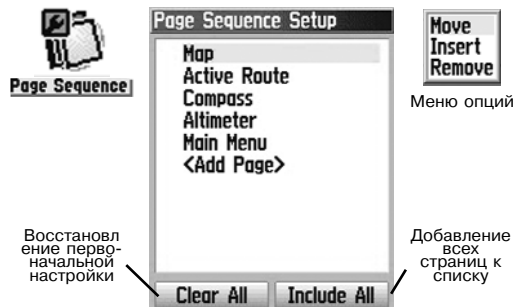 Page Sequence
Page Sequence Setup
Map
Active Route
Compass
Altimeter
Main Menu
<Add Page>
Clear All
Include All
Move
Insert
Remove
Меню опций
Восстановл
ение перво-
начальной
настройки
Добавление
всех
страниц к
списку